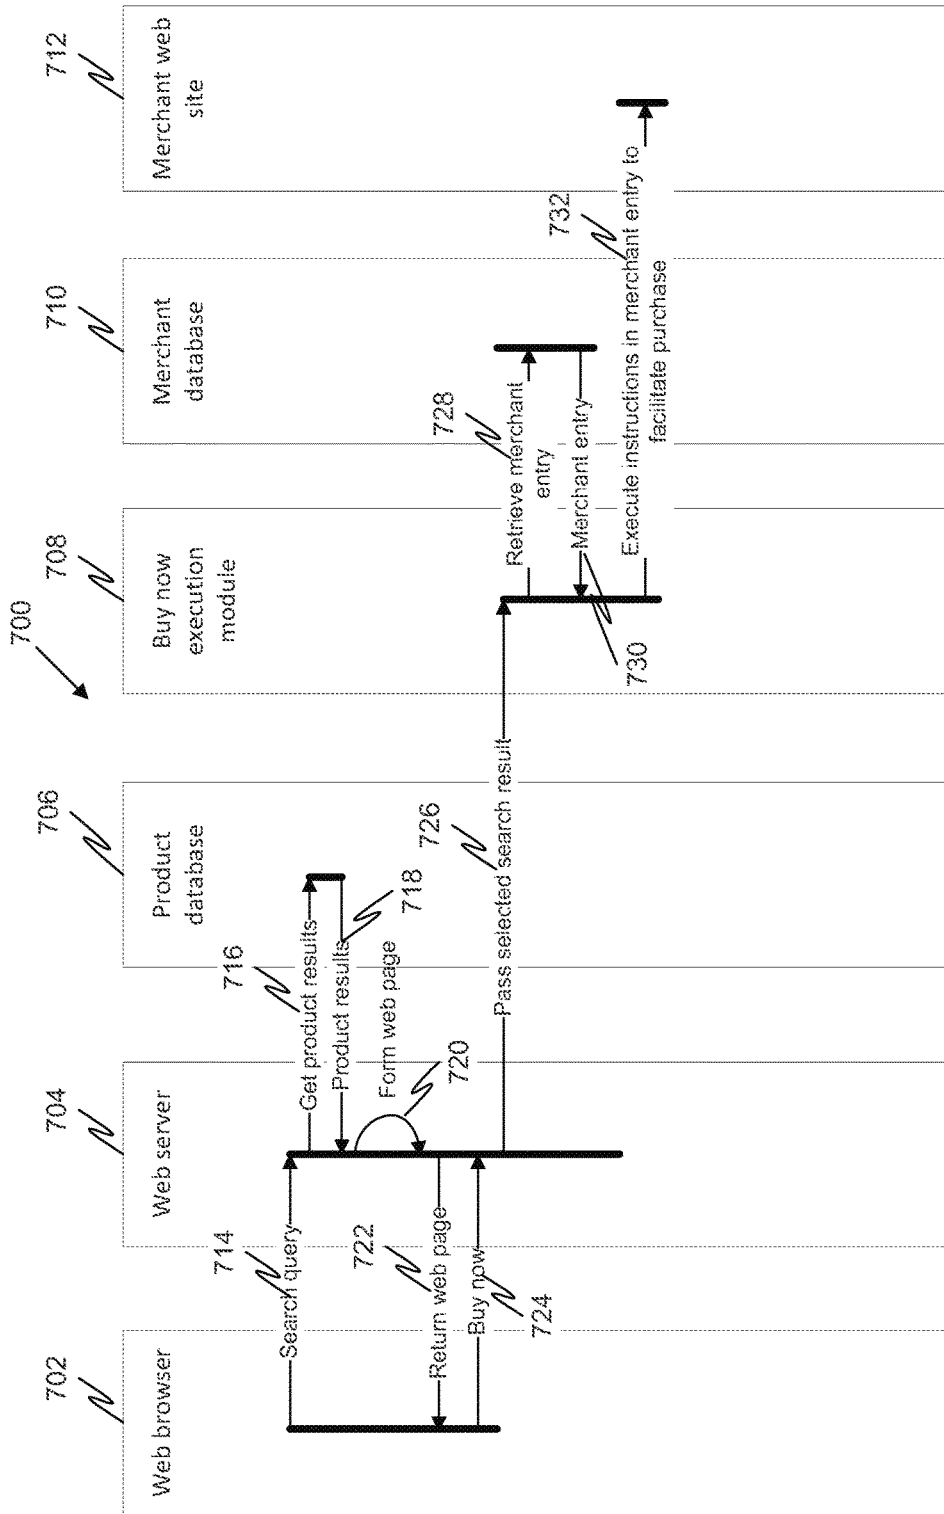 700
702
704
706
708
710
712
Web browser
Web server
Product
database
Buy now
execution
module
Merchant
database
Merchant web
site
714
Search query
716
Get product results
Product results
718
Form web page
720
722
Return web page
Buy now
724
726
Pass selected search result
728
Retrieve merchant
entry
Merchant entry
730
732
Execute instructions in merchant entry to
facilitate purchase